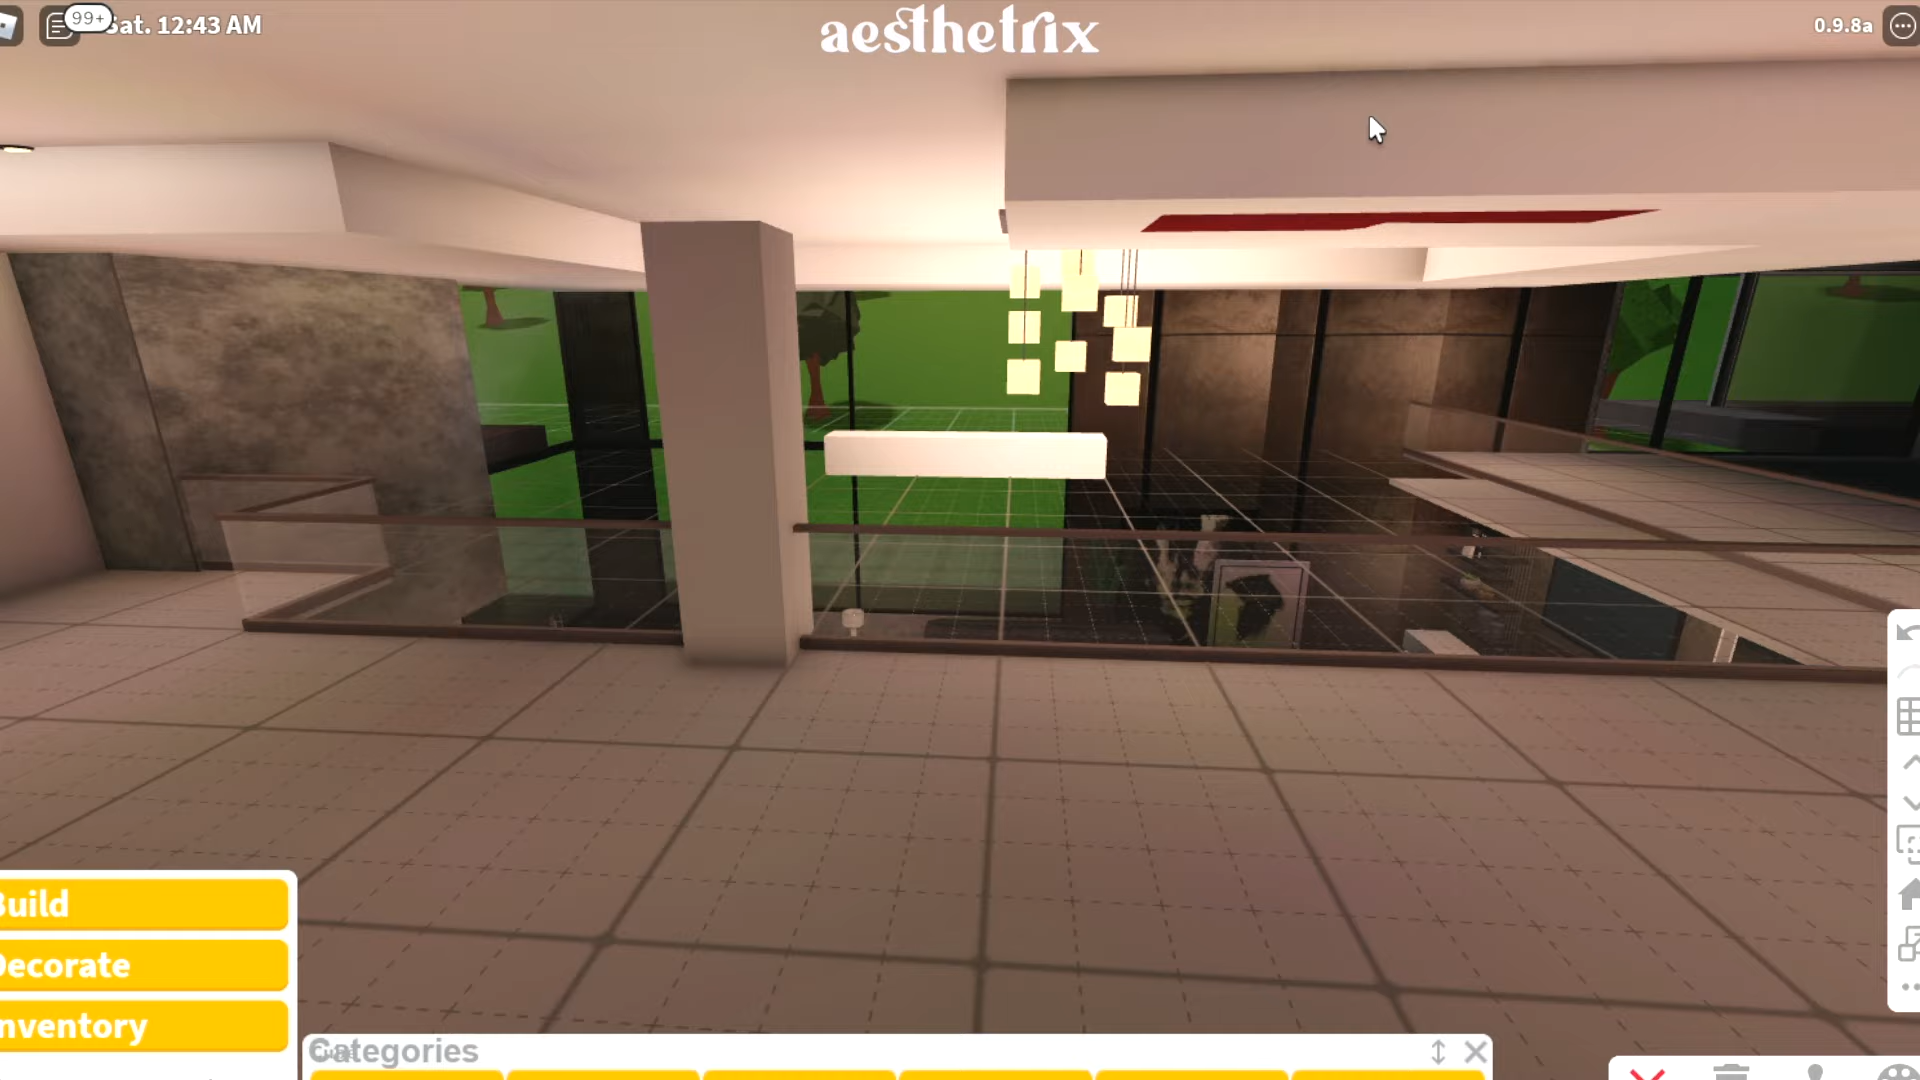 99+
Sat. 12:43 AM
aesthetrix
0.9.8a
Build
Decorate
Inventory
Categories